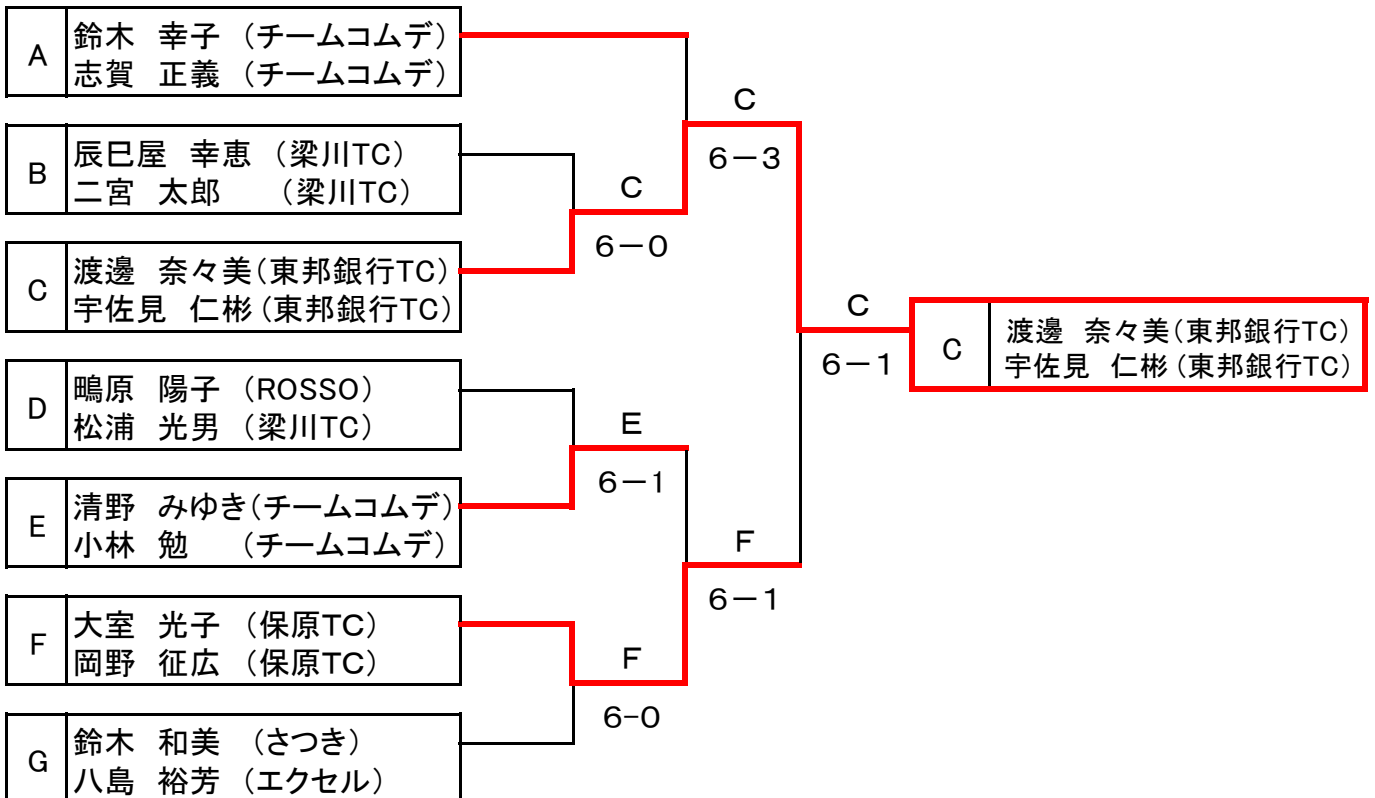 A
鈴木 幸子 (チームコムデ)
志賀 正義 (チームコムデ)
B
辰巳屋 幸恵 (梁川TC)
二宮 太郎 (梁川TC)
C
渡邊 奈々美(東邦銀行TC)
宇佐見 仁彬(東邦銀行TC)
D
鴫原 陽子 (ROSSO)
松浦 光男 (梁川TC)
E
清野 みゆき(チームコムデ)
小林 勉 (チームコムデ)
F
大室 光子 (保原TC)
岡野 征広 (保原TC)
G
鈴木 和美 (さつき)
八島 裕芳 (エクセル)
C
6-0
E
6-1
F
6-0
C
6-3
F
6-1
C
6-1
C
渡邊 奈々美(東邦銀行TC)
宇佐見 仁彬(東邦銀行TC)